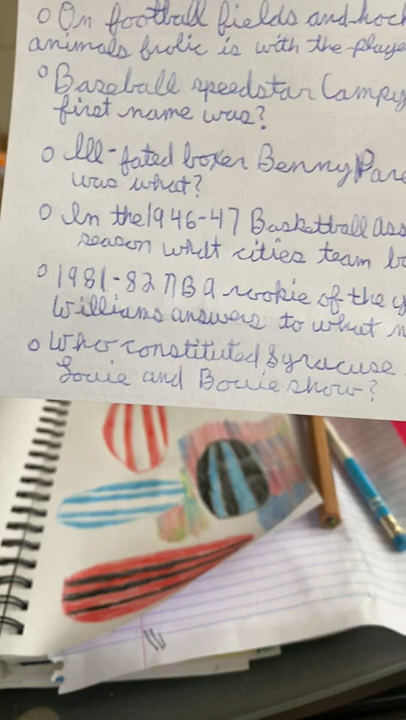 On football fields and hoc
animals frolic is with the playe
Baseball speedstar Campy
first name was?
Ill-fated boxer Benny Pare
was what?
In the 1946-47 Basketball Ass
season what cities team b
1981-82 NBA rookie of the y
Williams answers to what n
Who constituted Syracuse
Louie and Bouie show?